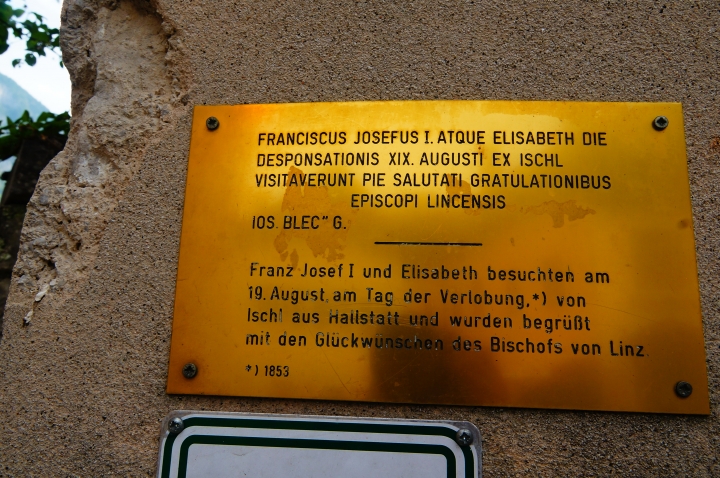 FRANCISCUS JOSEFUS I. ATQUE ELISABETH DIE
DESPONSATIONIS XIX. AUGUSTI EX ISCHL
VISITAVERUNT PIE SALUTATI GRATULATIONIBUS
EPISCOPI LINCENSIS
IOS. BLEC" G.
Franz Josef I und Elisabeth besuchten am
19. August, am Tag der Verlobung,*) von
Ischl aus Hallstatt und wurden begrüßt
mit den Glückwünschen des Bischofs von Linz.
*) 1853